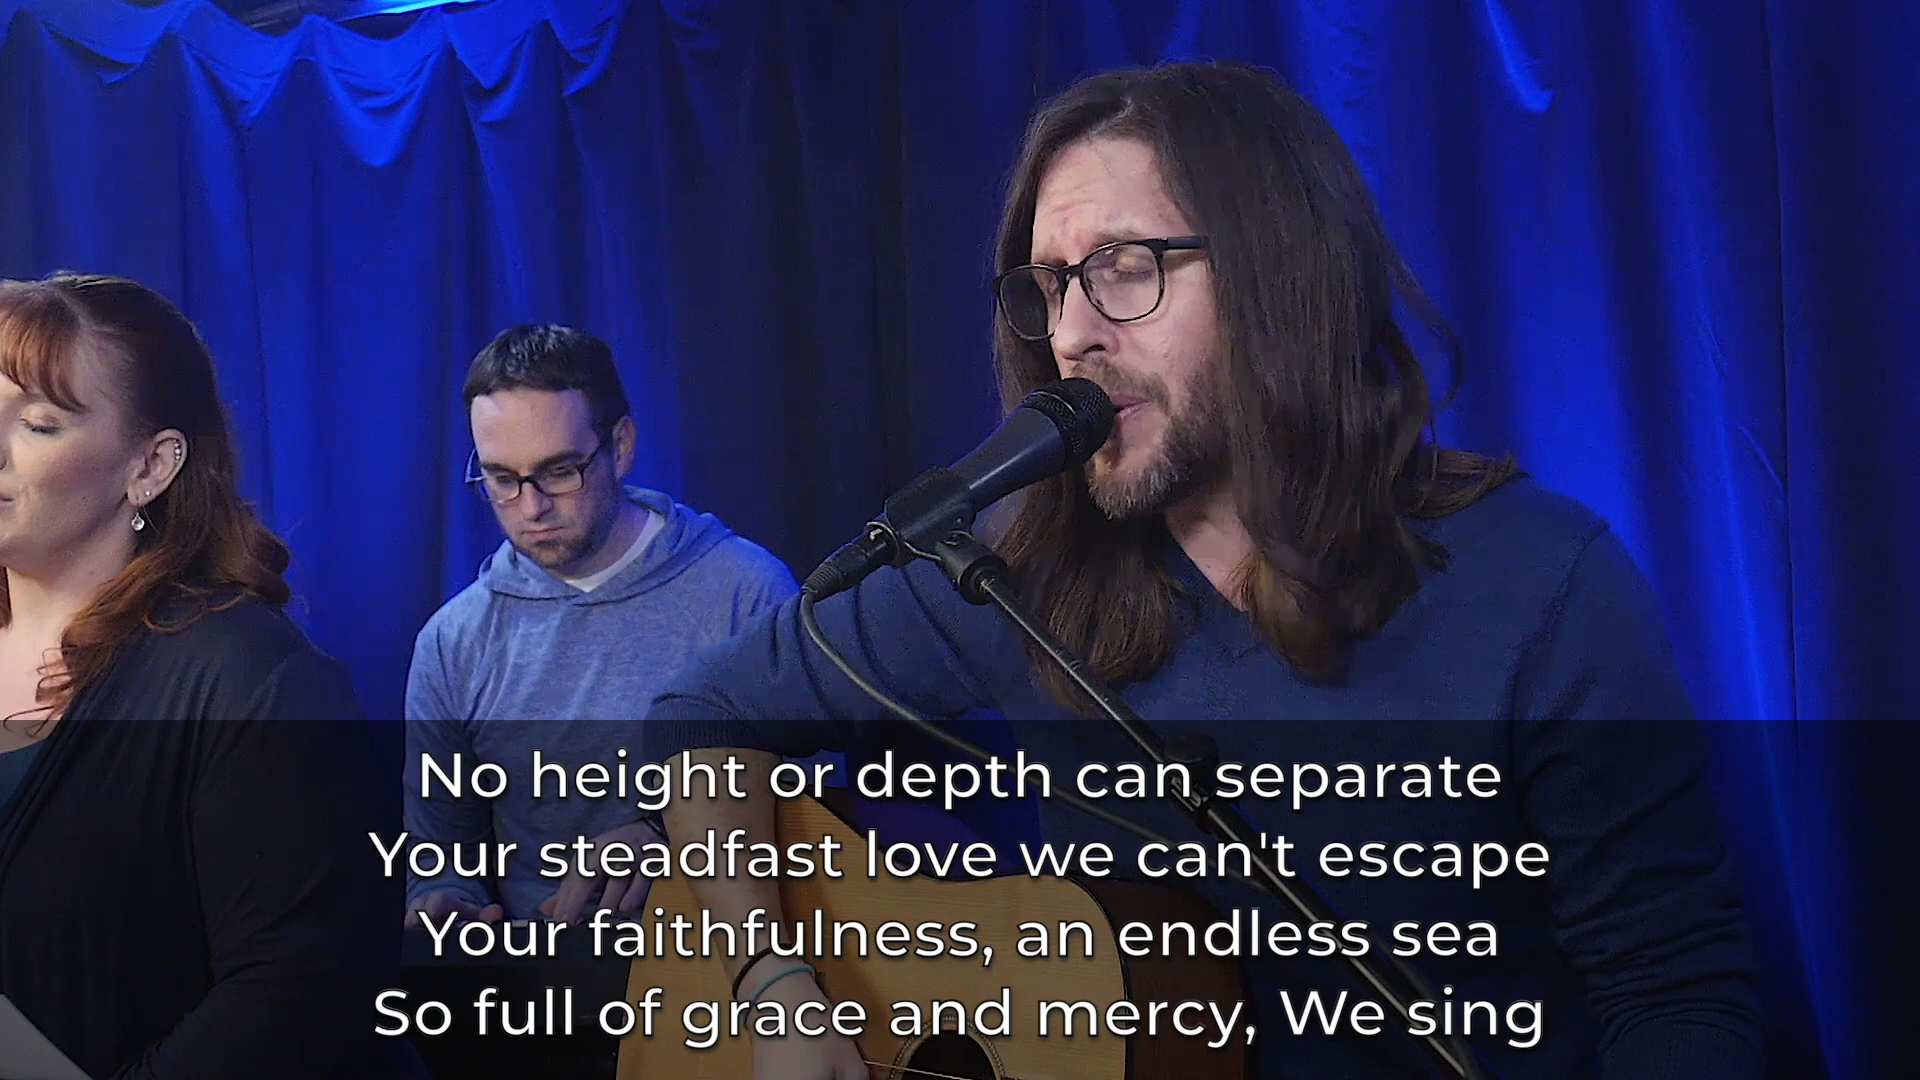 No height or depth can separate
Your steadfast love we can't escape
Your faithfulness, an endless sea
So full of grace and mercy, We sing